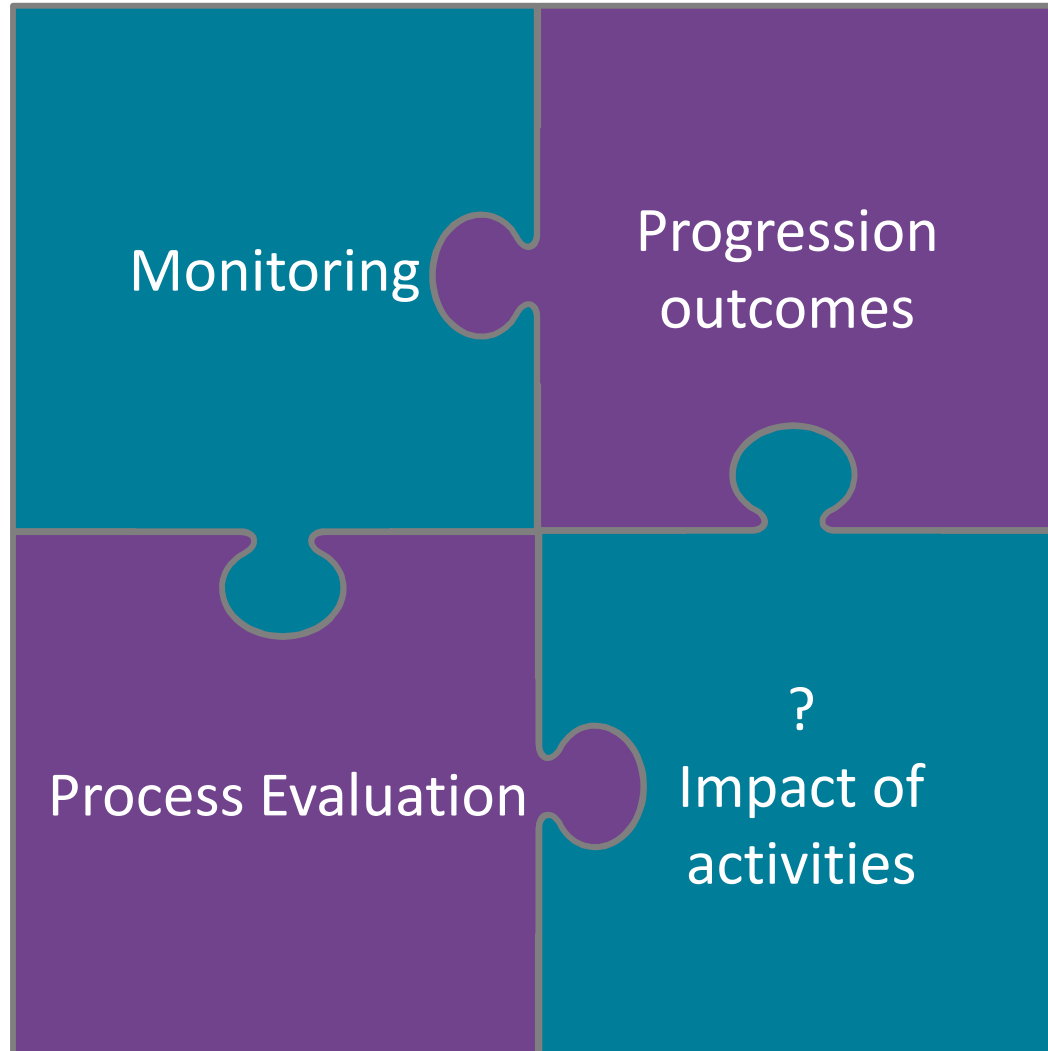 Monitoring
Progression
outcomes
Process Evaluation
?
Impact of
activities